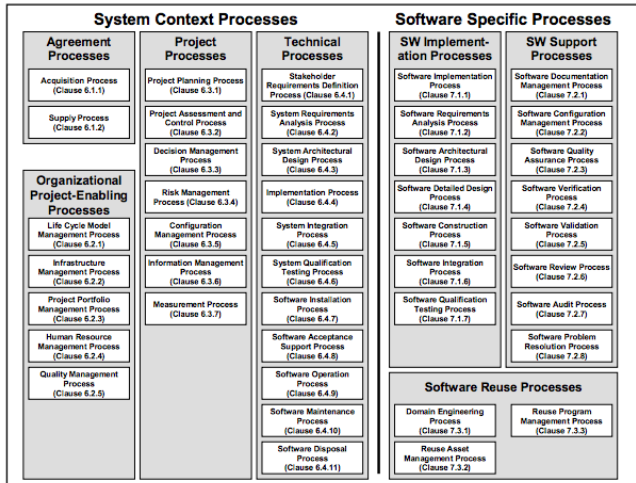 System Context Processes
Agreement
Processes
Acquisition Process
(Clause 6.1.1)
Supply Process
(Clause 6.1.2)
Organizational
Project-Enabling
Processes
Life Cycle Model
Management Process
(Clause 6.2.1)
Infrastructure
Management Process
(Clause 6.2.2)
Project Portfolio
Management Process
(Clause 6.2.3)
Human Resource
Management Process
(Clause 6.2.4)
Quality Management
Process
(Clause 6.2.5)
Project
Processes
Project Planning Process
(Clause 6.3.1)
Project Assessment and
Control Process
(Clause 6.3.2)
Decision Management
Process
(Clause 6.3.3)
Risk Management
Process (Clause 6.3.4)
Configuration
Management Process
(Clause 6.3.5)
Information Management
Process
(Clause 6.3.6)
Measurement Process
(Clause 6.3.7)
Technical
Processes
Stakeholder
Requirements Definition
Process (Clause 6.4.1)
System Requirements
Analysis Process
(Clause 6.4.2)
System Architectural
Design Process
(Clause 6.4.3)
Implementation Process
(Clause 6.4.4)
System Integration
Process
(Clause 6.4.5)
System Qualification
Testing Process
(Clause 6.4.6)
Software Installation
Process
(Clause 6.4.7)
Software Acceptance
Support Process
(Clause 6.4.8)
Software Operation
Process
(Clause 6.4.9)
Software Maintenance
Process
(Clause 6.4.10)
Software Disposal
Process
(Clause 6.4.11)
Software Specific Processes
SW Implement-
ation Processes
Software Implementation
Process
(Clause 7.1.1)
Software Requirements
Analysis Process
(Clause 7.1.2)
Software Architectural
Design Process
(Clause 7.1.3)
Software Detailed Design
Process
(Clause 7.1.4)
Software Construction
Process
(Clause 7.1.5)
Software Integration
Process
(Clause 7.1.6)
Software Qualification
Testing Process
(Clause 7.1.7)
SW Support
Processes
Software Documentation
Management Process
(Clause 7.2.1)
Software Configuration
Management Process
(Clause 7.2.2)
Software Quality
Assurance Process
(Clause 7.2.3)
Software Verification
Process
(Clause 7.2.4)
Software Validation
Process
(Clause 7.2.5)
Software Review Process
(Clause 7.2.6)
Software Audit Process
(Clause 7.2.7)
Software Problem
Resolution Process
(Clause 7.2.8)
Software Reuse Processes
Domain Engineering
Process
(Clause 7.3.1)
Reuse Asset
Management Process
(Clause 7.3.2)
Reuse Program
Management Process
(Clause 7.3.3)